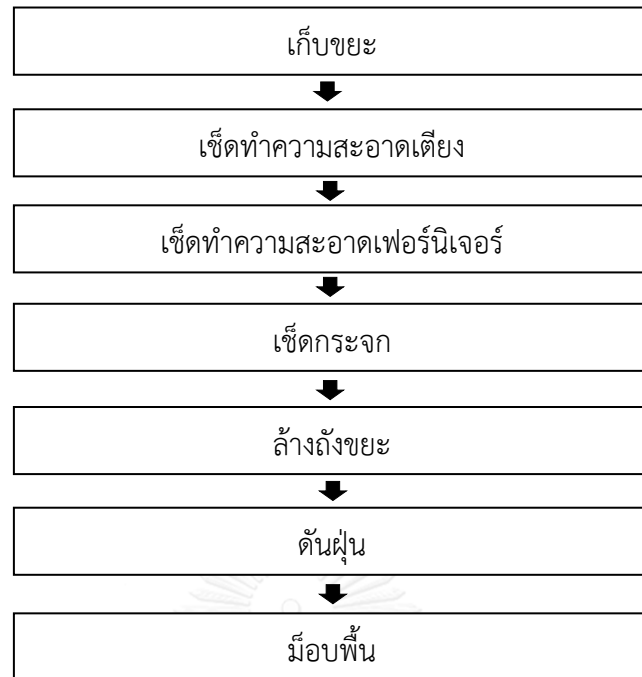 เก็บขยะ
เช็ดทำความสะอาดเตียง
เช็ดทำความสะอาดเฟอร์นิเจอร์
เช็ดกระจก
ล้างถังขยะ
ดันฝุ่น
ม็อบพื้น